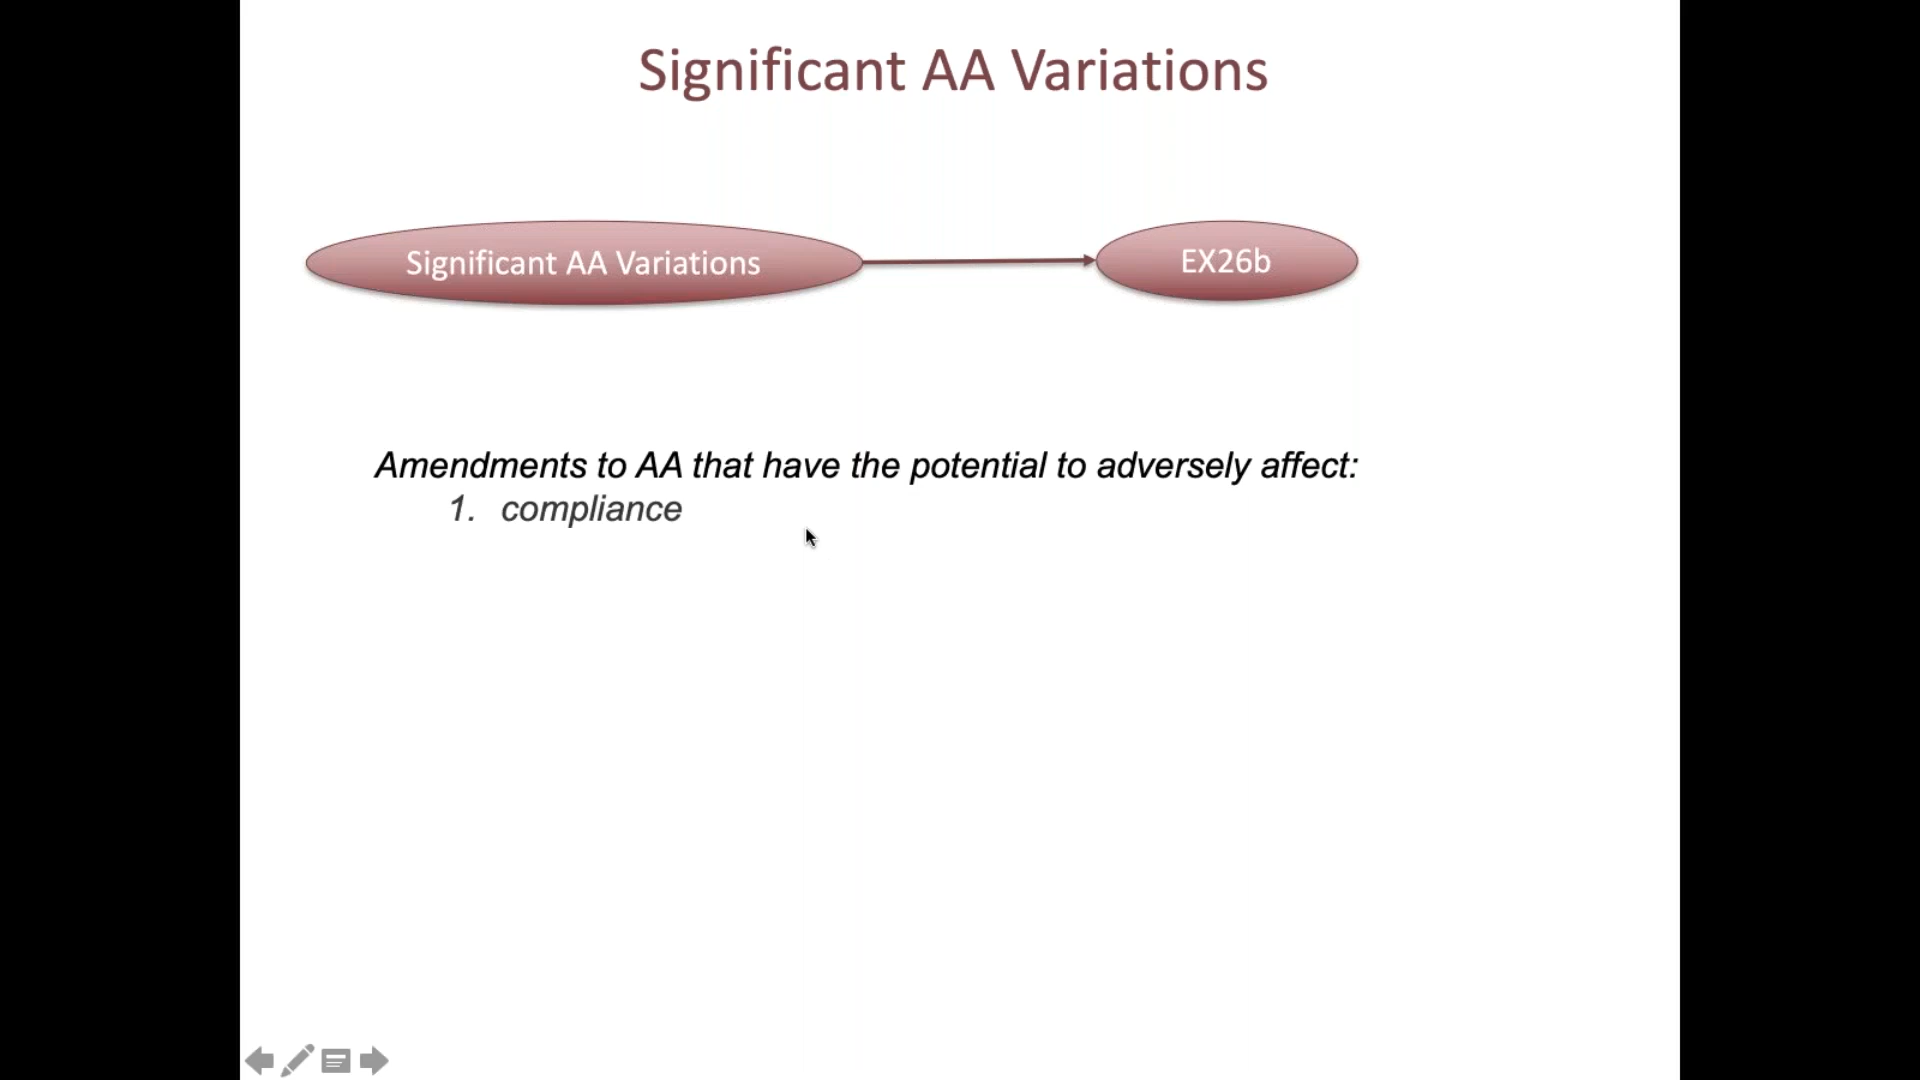 Significant AA Variations
Significant AA Variations
EX26b
Amendments to AA that have the potential to adversely affect:
1. compliance